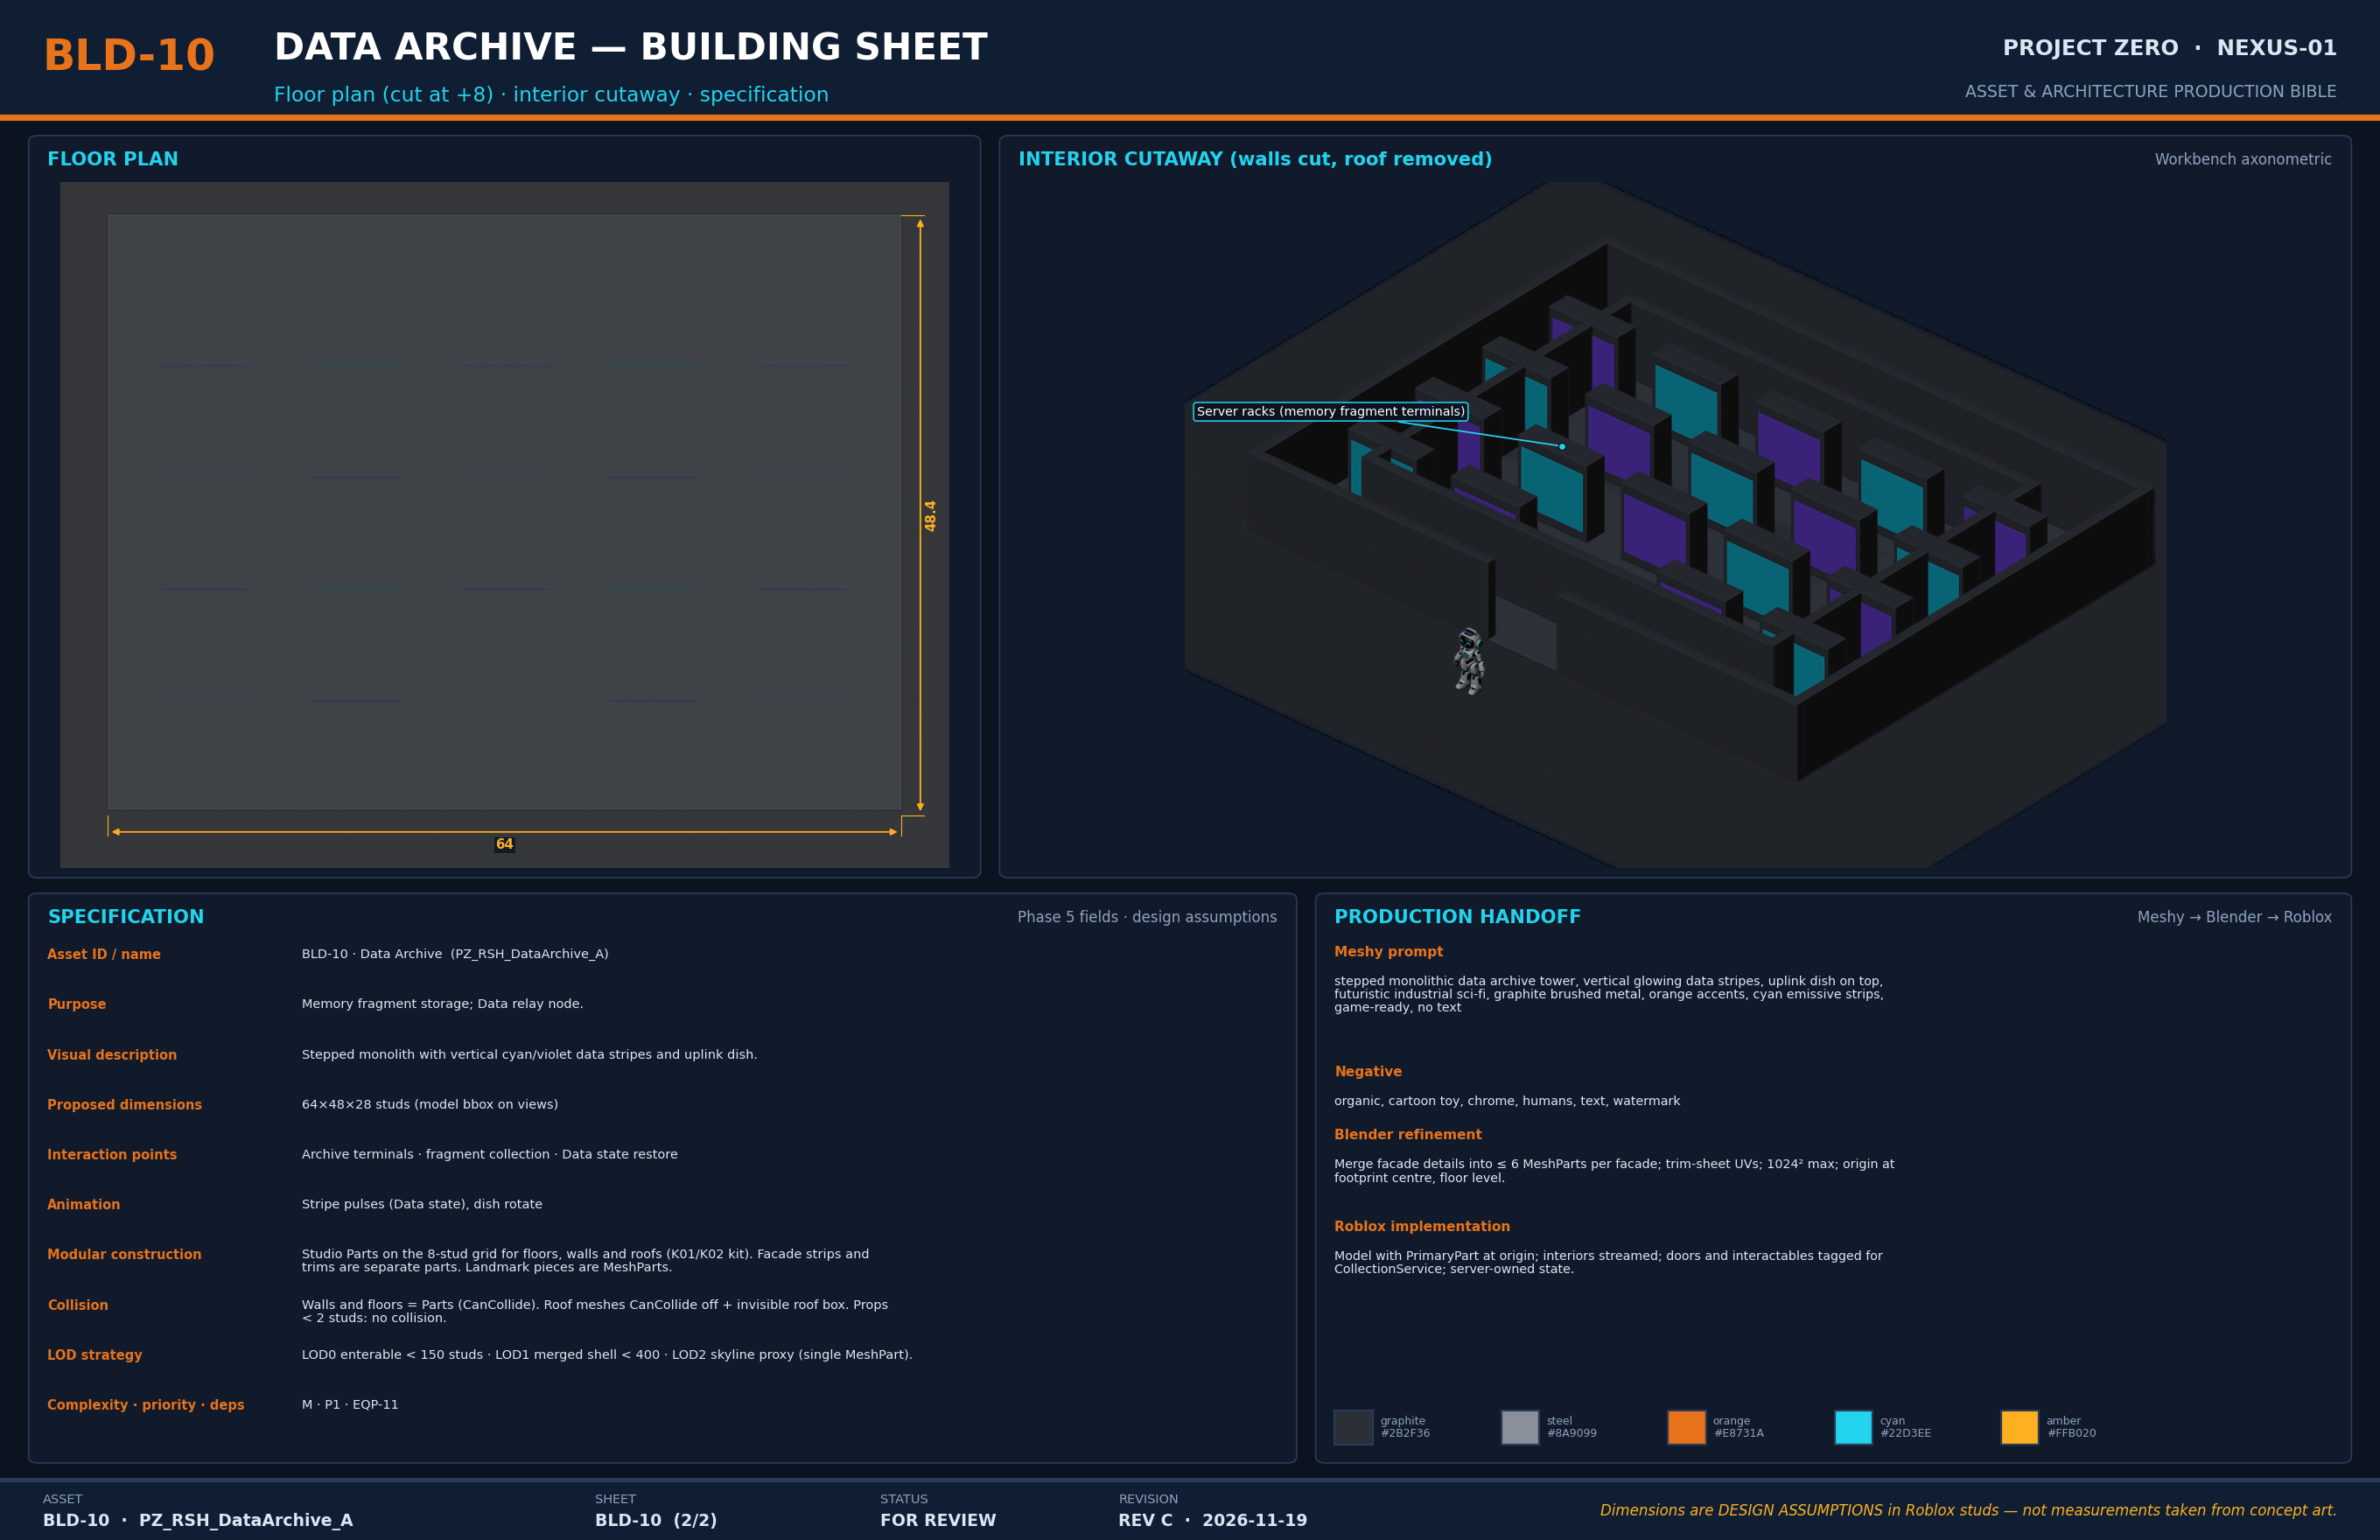 BLD-10
DATA ARCHIVE — BUILDING SHEET
Floor plan (cut at +8) · interior cutaway · specification
PROJECT ZERO · NEXUS-01
ASSET & ARCHITECTURE PRODUCTION BIBLE
FLOOR PLAN
48.4
64
INTERIOR CUTAWAY (walls cut, roof removed)
Workbench axonometric
Server racks (memory fragment terminals)
SPECIFICATION
Phase 5 fields · design assumptions
Asset ID / name
BLD-10 · Data Archive (PZ_RSH_DataArchive_A)
Purpose
Memory fragment storage; Data relay node.
Visual description
Stepped monolith with vertical cyan/violet data stripes and uplink dish.
Proposed dimensions
64×48×28 studs (model bbox on views)
Interaction points
Archive terminals · fragment collection · Data state restore
Animation
Stripe pulses (Data state), dish rotate
Modular construction
Studio Parts on the 8-stud grid for floors, walls and roofs (K01/K02 kit). Facade strips and
trims are separate parts. Landmark pieces are MeshParts.
Collision
Walls and floors = Parts (CanCollide). Roof meshes CanCollide off + invisible roof box. Props
< 2 studs: no collision.
LOD strategy
LOD0 enterable < 150 studs · LOD1 merged shell < 400 · LOD2 skyline proxy (single MeshPart).
Complexity · priority · deps
M · P1 · EQP-11
PRODUCTION HANDOFF
Meshy → Blender → Roblox
Meshy prompt
stepped monolithic data archive tower, vertical glowing data stripes, uplink dish on top,
futuristic industrial sci-fi, graphite brushed metal, orange accents, cyan emissive strips,
game-ready, no text
Negative
organic, cartoon toy, chrome, humans, text, watermark
Blender refinement
Merge facade details into ≤ 6 MeshParts per facade; trim-sheet UVs; 1024² max; origin at
footprint centre, floor level.
Roblox implementation
Model with PrimaryPart at origin; interiors streamed; doors and interactables tagged for
CollectionService; server-owned state.
graphite
#2B2F36
steel
#8A9099
orange
#E8731A
cyan
#22D3EE
amber
#FFB020
ASSET
BLD-10 · PZ_RSH_DataArchive_A
SHEET
BLD-10 (2/2)
STATUS
FOR REVIEW
REVISION
REV C · 2026-11-19
Dimensions are DESIGN ASSUMPTIONS in Roblox studs — not measurements taken from concept art.